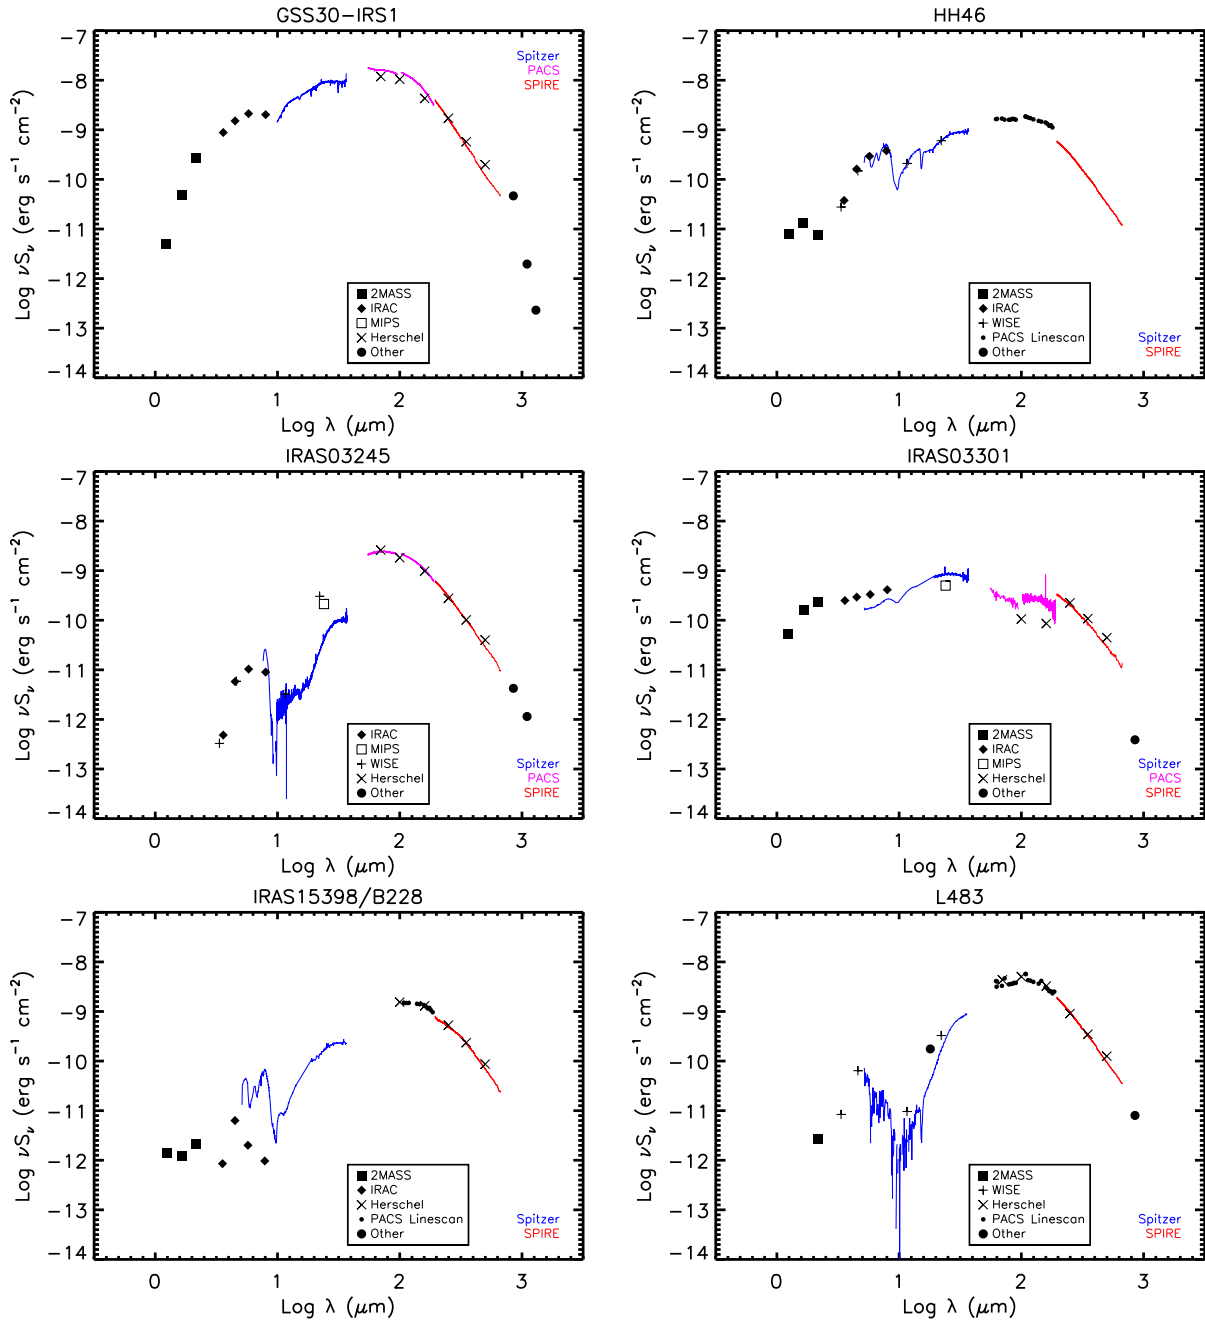 GSS30-IRS1
-7
-8
-9
-10
-11
-12
-13
-14
Log νSν (erg s⁻¹ cm⁻²)
Spitzer
PACS
SPIRE
2MASS
IRAC
MIPS
Herschel
Other
0 1 2 3
Log λ (μm)
HH46
-7
-8
-9
-10
-11
-12
-13
-14
Log νSν (erg s⁻¹ cm⁻²)
2MASS
IRAC
WISE
PACS Linescan
Other
Spitzer
SPIRE
0 1 2 3
Log λ (μm)
IRAS03245
-7
-8
-9
-10
-11
-12
-13
-14
Log νSν (erg s⁻¹ cm⁻²)
IRAC
MIPS
WISE
Herschel
Other
Spitzer
PACS
SPIRE
0 1 2 3
Log λ (μm)
IRAS03301
-7
-8
-9
-10
-11
-12
-13
-14
Log νSν (erg s⁻¹ cm⁻²)
2MASS
IRAC
MIPS
Herschel
Other
Spitzer
PACS
SPIRE
0 1 2 3
Log λ (μm)
IRAS15398/B228
-7
-8
-9
-10
-11
-12
-13
-14
Log νSν (erg s⁻¹ cm⁻²)
2MASS
IRAC
Herschel
PACS Linescan
Other
Spitzer
SPIRE
0 1 2 3
Log λ (μm)
L483
-7
-8
-9
-10
-11
-12
-13
-14
Log νSν (erg s⁻¹ cm⁻²)
2MASS
WISE
Herschel
PACS Linescan
Other
Spitzer
SPIRE
0 1 2 3
Log λ (μm)